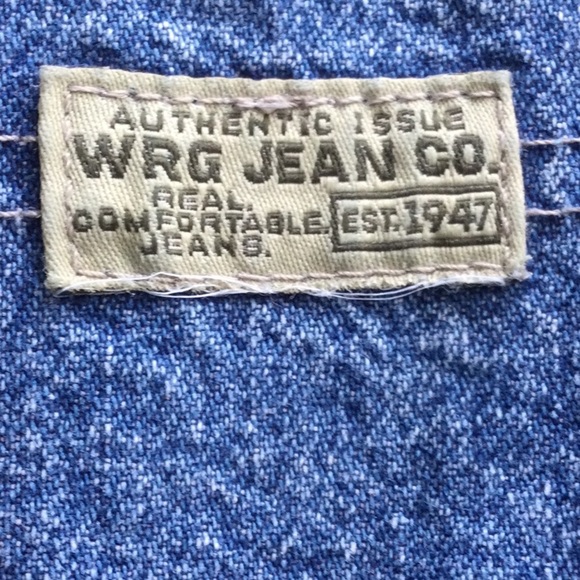 AUTHENTIC ISSUE
WRG JEAN CO.
REAL.
COMFORTABLE.
JEANS.
EST. 1947